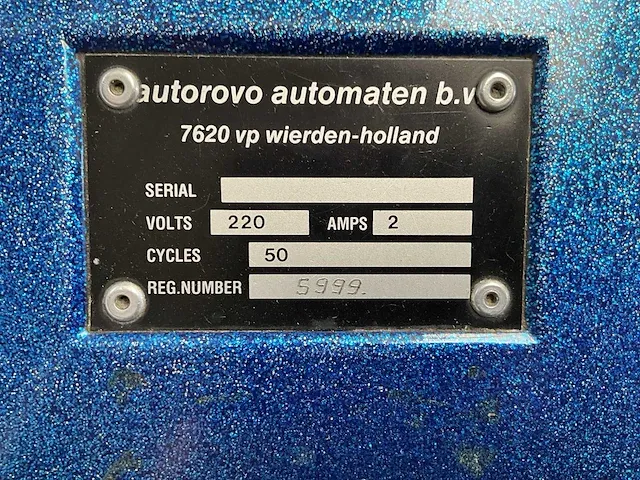 autorovo automaten b.v
7620 vp wierden-holland
SERIAL
VOLTS 220 AMPS 2
CYCLES 50
REG.NUMBER 5999.